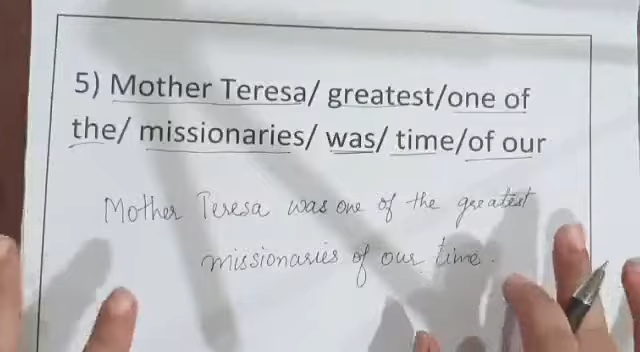 5) Mother Teresa/ greatest/one of
the/ missionaries/ was/ time/of our
Mother Teresa was one of the greatest
missionaries of our time.